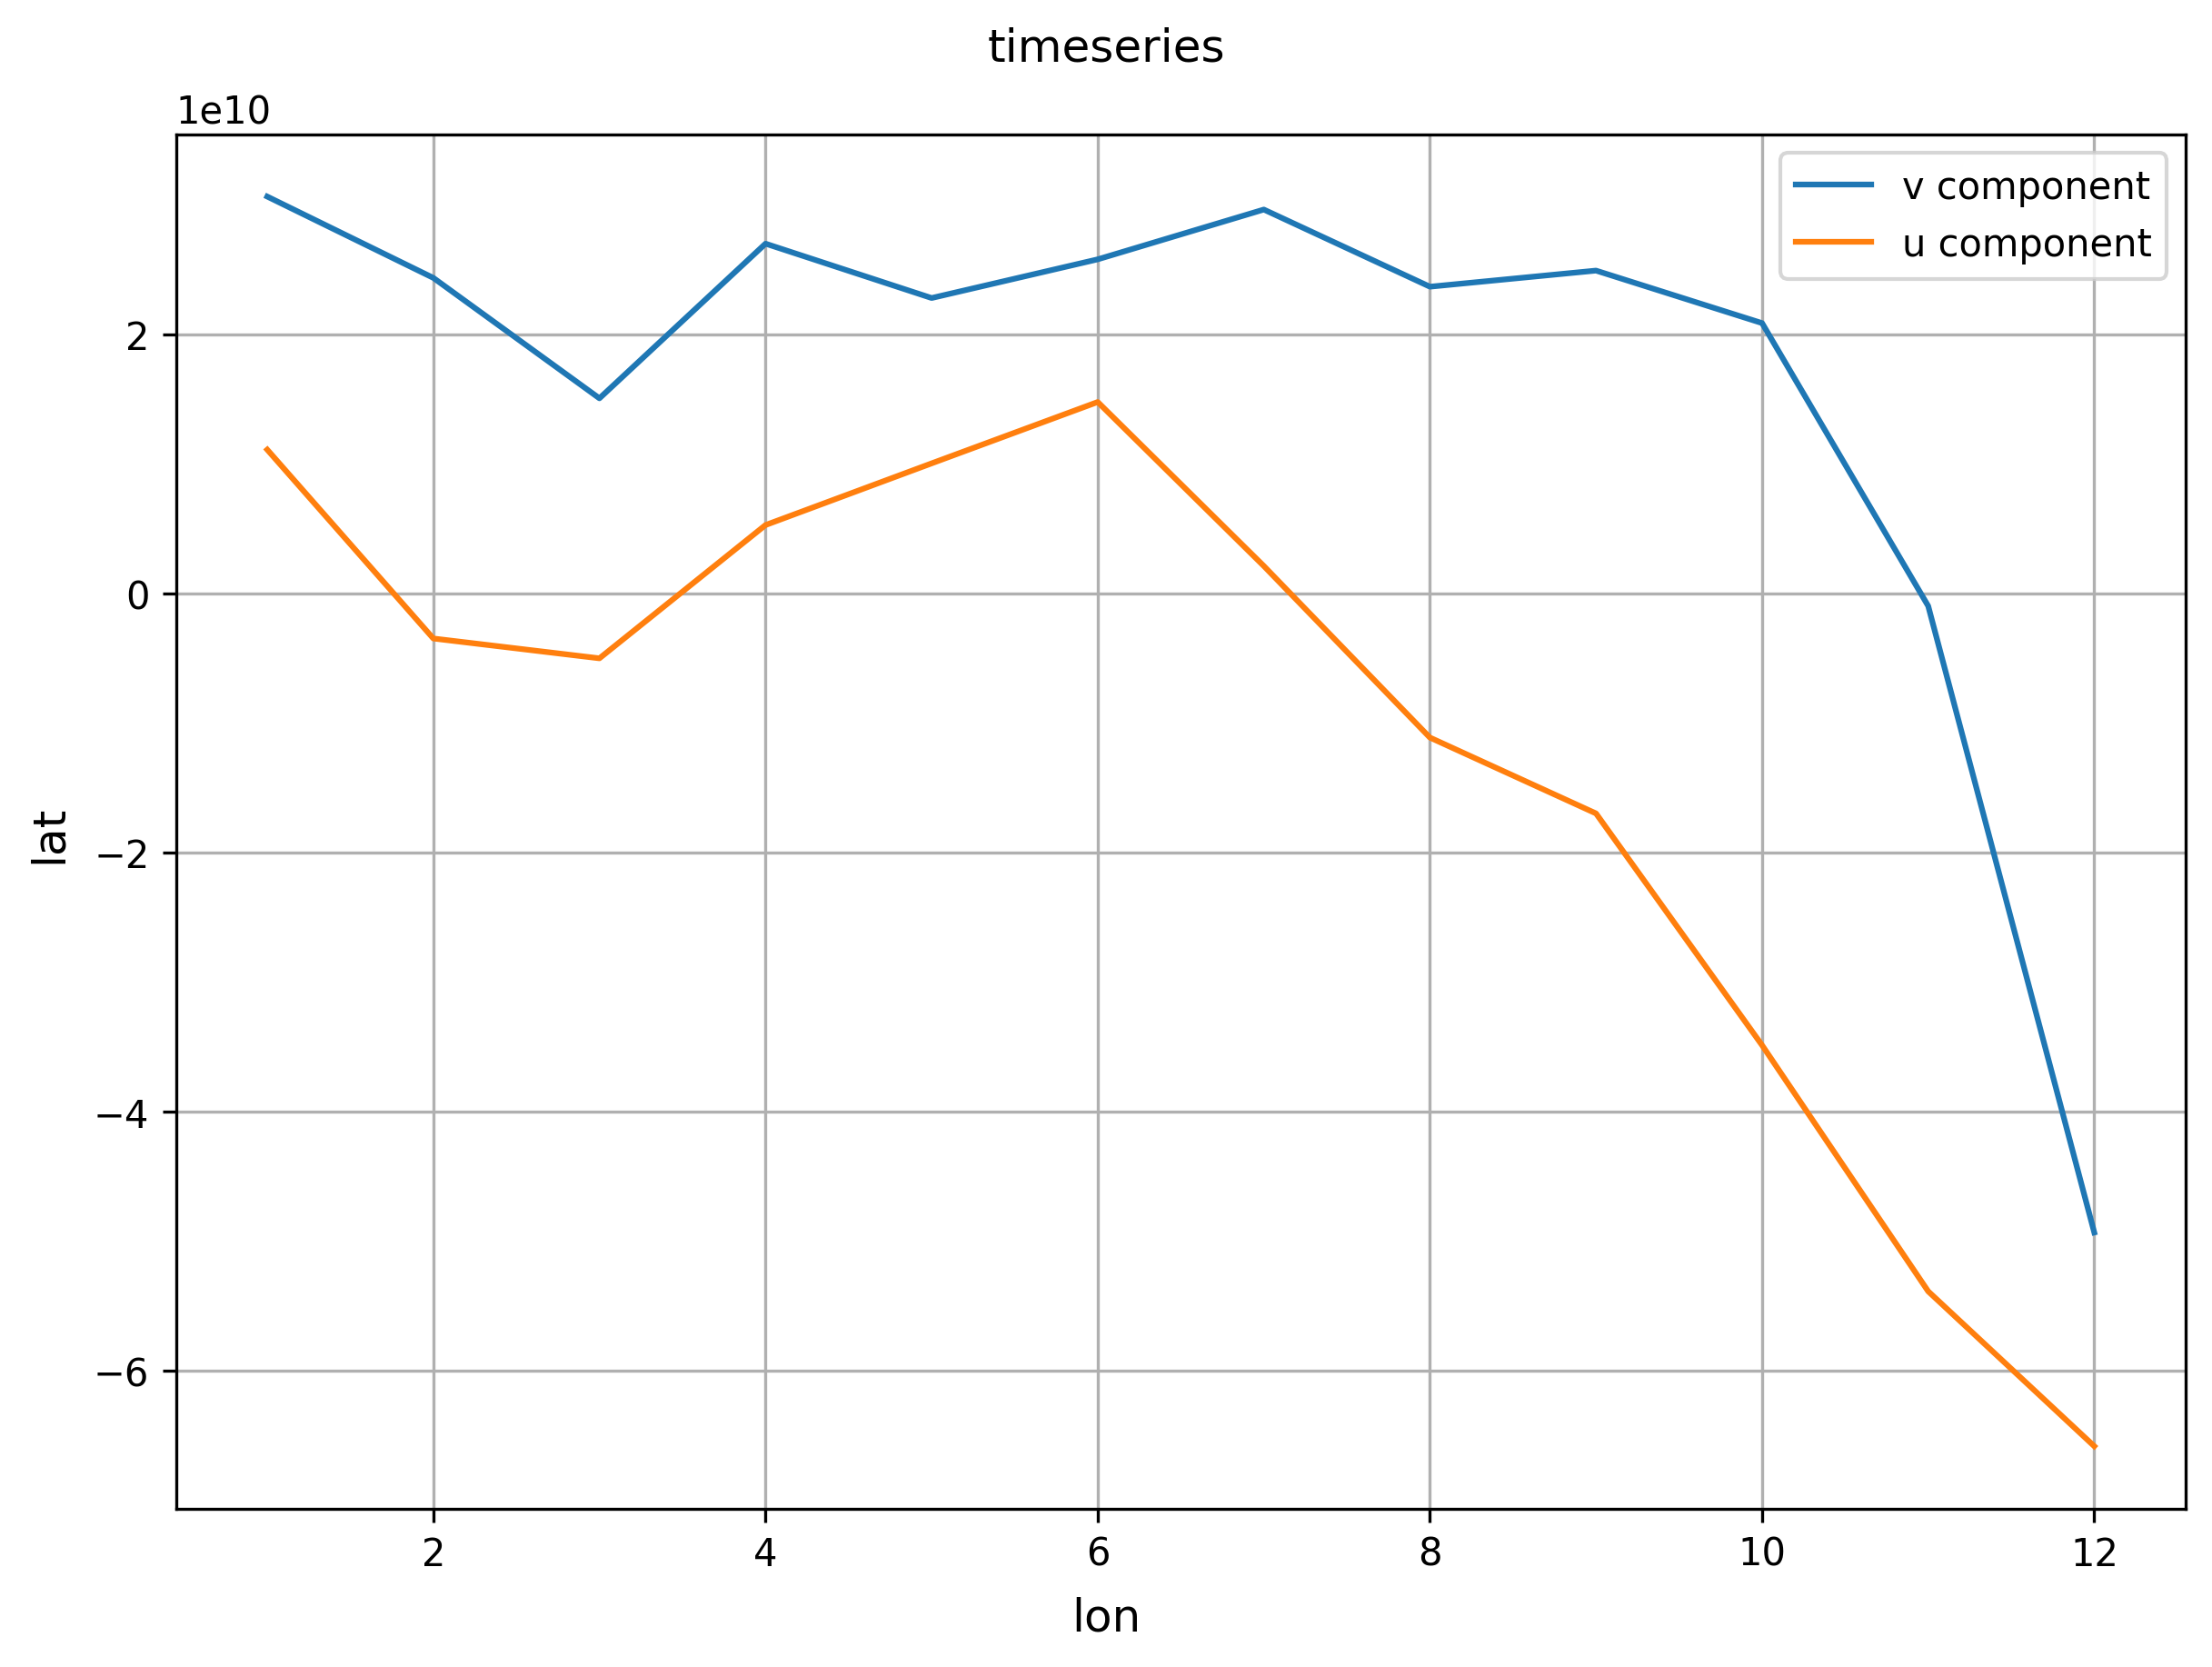 timeseries
1e10
v component
u component
2
0
−2
−4
−6
lat
2 4 6 8 10 12
lon